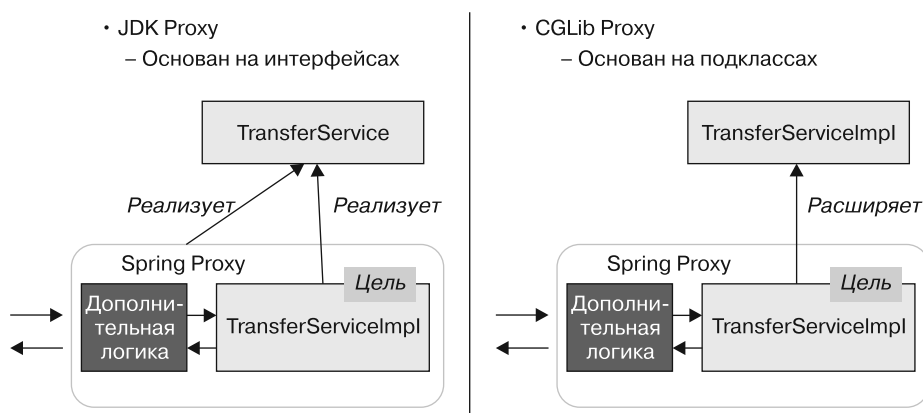 · JDK Proxy
– Основан на интерфейсах
TransferService
Реализует
Реализует
Spring Proxy
Цель
Дополни-
тельная
логика
TransferServiceImpl
· CGLib Proxy
– Основан на подклассах
TransferServiceImpl
Расширяет
Spring Proxy
Цель
Дополни-
тельная
логика
TransferServiceImpl